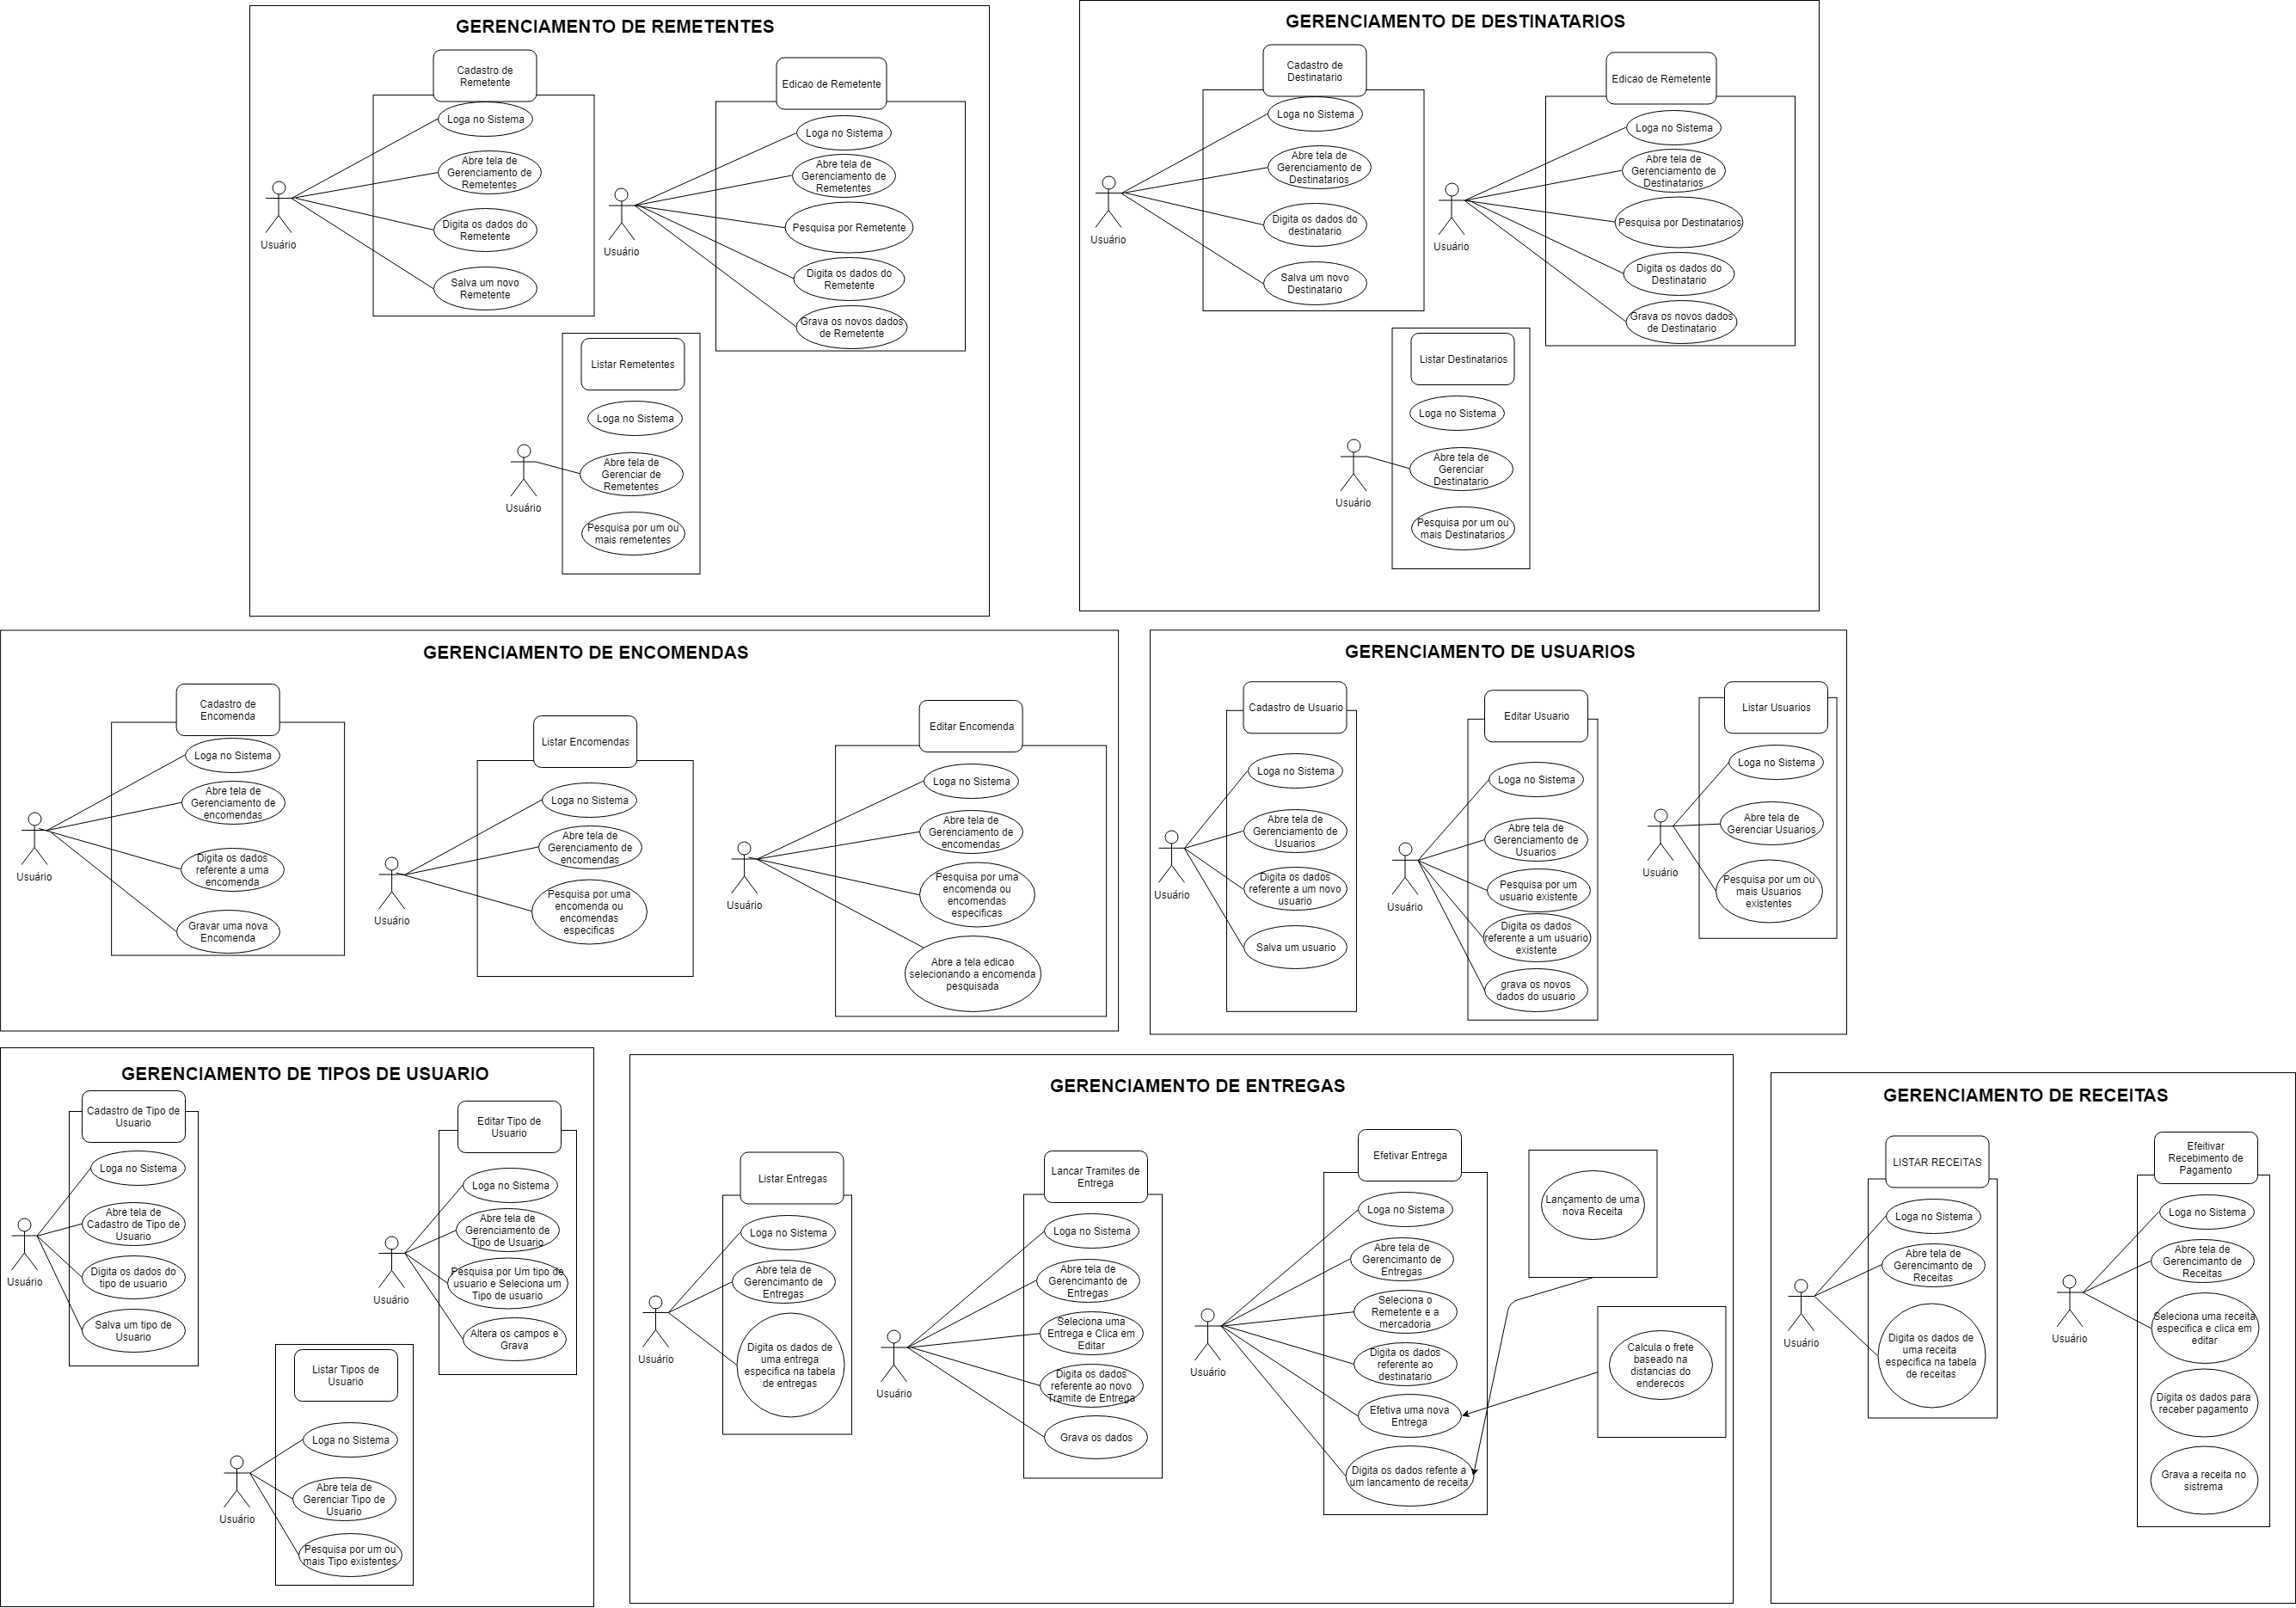 GERENCIAMENTO DE REMETENTES
Cadastro de
Remetente
Loga no Sistema
Abre tela de
Gerenciamento de
Remetentes
Digita os dados do
Remetente
Salva um novo
Remetente
Usuário
Edicao de Remetente
Loga no Sistema
Abre tela de
Gerenciamento de
Remetentes
Pesquisa por Remetente
Digita os dados do
Remetente
Grava os novos dados
de Remetente
Usuário
Listar Remetentes
Loga no Sistema
Abre tela de
Gerenciar de
Remetentes
Pesquisa por um ou
mais remetentes
Usuário
GERENCIAMENTO DE DESTINATARIOS
Cadastro de
Destinatario
Loga no Sistema
Abre tela de
Gerenciamento de
Destinatarios
Digita os dados do
destinatario
Salva um novo
Destinatario
Usuário
Edicao de Remetente
Loga no Sistema
Abre tela de
Gerenciamento de
Destinatarios
Pesquisa por Destinatarios
Digita os dados do
Destinatario
Grava os novos dados
de Destinatario
Usuário
Listar Destinatarios
Loga no Sistema
Abre tela de
Gerenciar
Destinatario
Pesquisa por um ou
mais Destinatarios
Usuário
GERENCIAMENTO DE ENCOMENDAS
Cadastro de
Encomenda
Loga no Sistema
Abre tela de
Gerenciamento de
encomendas
Digita os dados
referente a uma
encomenda
Gravar uma nova
Encomenda
Usuário
Listar Encomendas
Loga no Sistema
Abre tela de
Gerenciamento de
encomendas
Pesquisa por uma
encomenda ou
encomendas
especificas
Usuário
Editar Encomenda
Loga no Sistema
Abre tela de
Gerenciamento de
encomendas
Pesquisa por uma
encomenda ou
encomendas
especificas
Abre a tela edicao
selecionando a encomenda
pesquisada
Usuário
GERENCIAMENTO DE USUARIOS
Cadastro de Usuario
Loga no Sistema
Abre tela de
Gerenciamento de
Usuarios
Digita os dados
referente a um novo
usuario
Salva um usuario
Usuário
Editar Usuario
Loga no Sistema
Abre tela de
Gerenciamento de
Usuarios
Pesquisa por um
usuario existente
Digita os dados
referente a um usuario
existente
grava os novos
dados do usuario
Usuário
Listar Usuarios
Loga no Sistema
Abre tela de
Gerenciar Usuarios
Pesquisa por um ou
mais Usuarios
existentes
Usuário
GERENCIAMENTO DE TIPOS DE USUARIO
Cadastro de Tipo de
Usuario
Loga no Sistema
Abre tela de
Cadastro de Tipo de
Usuario
Digita os dados do
tipo de usuario
Salva um tipo de
Usuario
Usuário
Editar Tipo de
Usuario
Loga no Sistema
Abre tela de
Gerenciamento de
Tipo de Usuario
Pesquisa por Um tipo de
usuario e Seleciona um
Tipo de usuario
Altera os campos e
Grava
Usuário
Listar Tipos de
Usuario
Loga no Sistema
Abre tela de
Gerenciar Tipo de
Usuario
Pesquisa por um ou
mais Tipo existentes
Usuário
GERENCIAMENTO DE ENTREGAS
Listar Entregas
Loga no Sistema
Abre tela de
Gerencimanto de
Entregas
Digita os dados de
uma entrega
especifica na tabela
de entregas
Usuário
Lancar Tramites de
Entrega
Loga no Sistema
Abre tela de
Gerencimanto de
Entregas
Seleciona uma
Entrega e Clica em
Editar
Digita os dados
referente ao novo
Tramite de Entrega
Grava os dados
Usuário
Efetivar Entrega
Loga no Sistema
Abre tela de
Gerencimanto de
Entregas
Seleciona o
Remetente e a
mercadoria
Digita os dados
referente ao
destinatario
Efetiva uma nova
Entrega
Digita os dados refente a
um lancamento de receita
Usuário
Lançamento de uma
nova Receita
Calcula o frete
baseado na
distancias do
enderecos
GERENCIAMENTO DE RECEITAS
LISTAR RECEITAS
Loga no Sistema
Abre tela de
Gerencimanto de
Receitas
Digita os dados de
uma receita
especifica na tabela
de receitas
Usuário
Efeitivar
Recebimento de
Pagamento
Loga no Sistema
Abre tela de
Gerencimanto de
Receitas
Seleciona uma receita
especifica e clica em
editar
Digita os dados para
receber pagamento
Grava a receita no
sistrema
Usuário